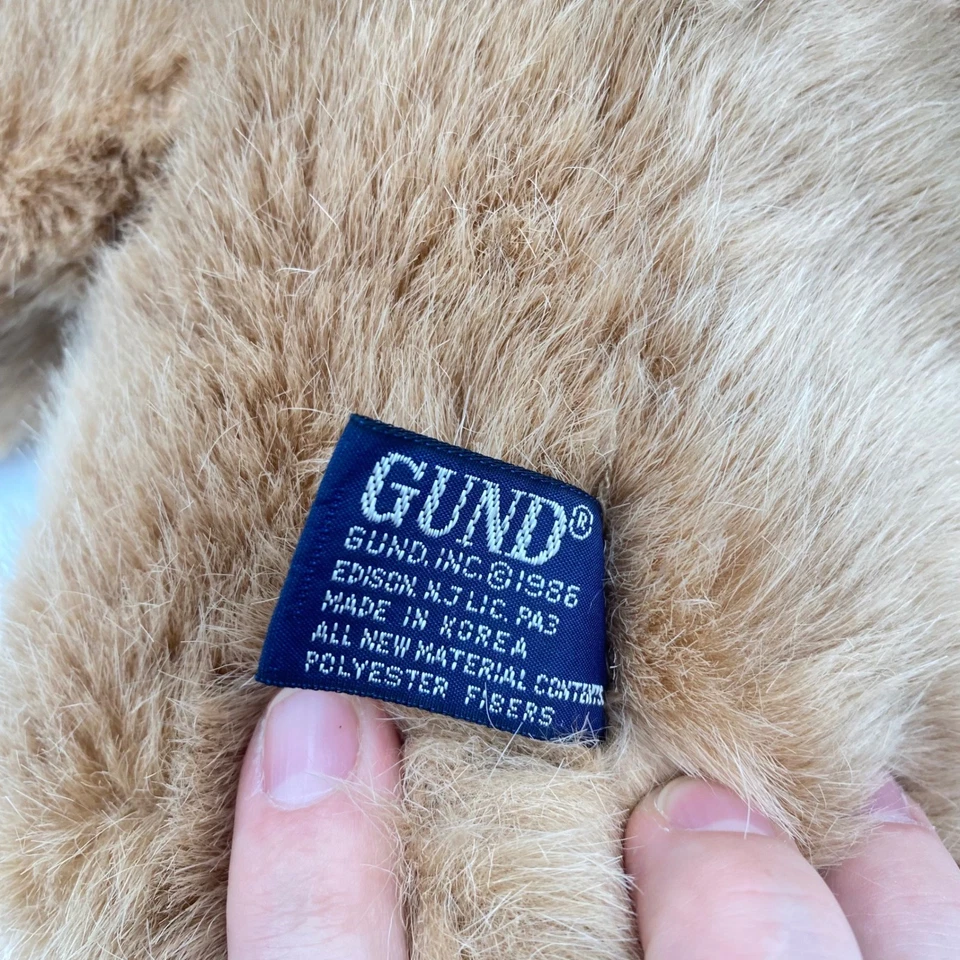 GUND®
GUND, INC.©1986
EDISON, N.J LIC. PA3
MADE IN KOREA
ALL NEW MATERIAL CONTENTS
POLYESTER FIBERS